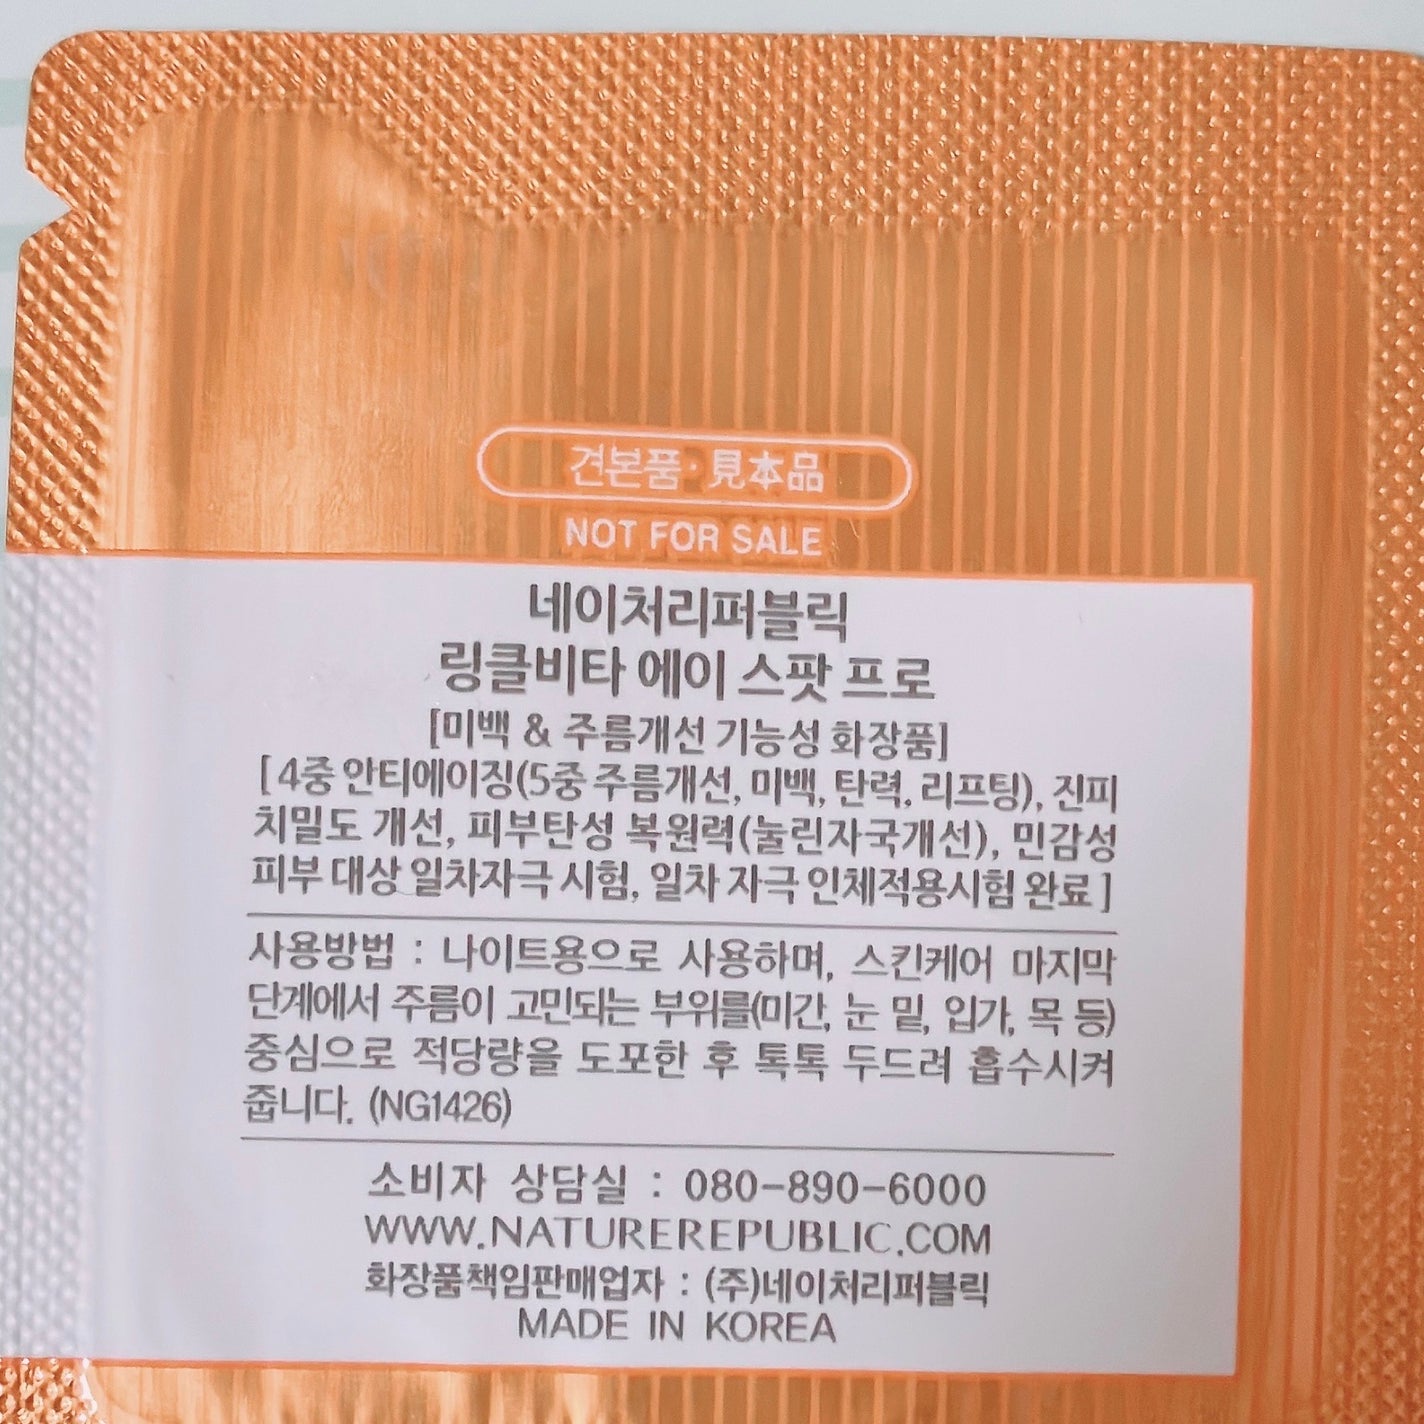 견본품·見本品
NOT FOR SALE
네이처리퍼블릭
링클비타 에이 스팟 프로
[미백 & 주름개선 기능성 화장품]
[ 4중 안티에이징(5중 주름개선, 미백, 탄력, 리프팅), 진피
치밀도 개선, 피부탄성 복원력(눌린자국개선), 민감성
피부 대상 일차자극 시험, 일차 자극 인체적용시험 완료 ]
사용방법 : 나이트용으로 사용하며, 스킨케어 마지막
단계에서 주름이 고민되는 부위를(미간, 눈 밑, 입가, 목 등)
중심으로 적당량을 도포한 후 톡톡 두드려 흡수시켜
줍니다. (NG1426)
소비자 상담실 : 080-890-6000
WWW.NATUREREPUBLIC.COM
화장품책임판매업자 : (주)네이처리퍼블릭
MADE IN KOREA